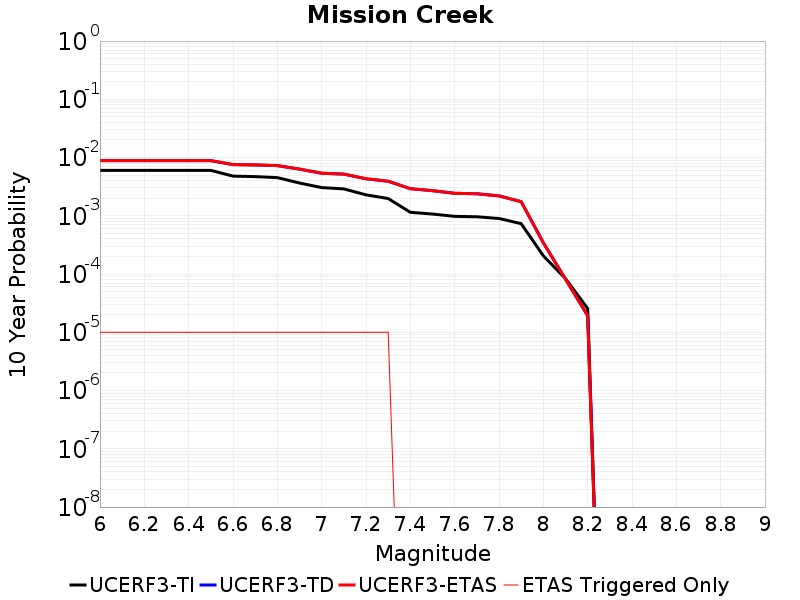 Mission Creek
10 Year Probability
10^0
10^-1
10^-2
10^-3
10^-4
10^-5
10^-6
10^-7
10^-8
6 6.2 6.4 6.6 6.8 7 7.2 7.4 7.6 7.8 8 8.2 8.4 8.6 8.8 9
Magnitude
UCERF3-TI UCERF3-TD UCERF3-ETAS ETAS Triggered Only